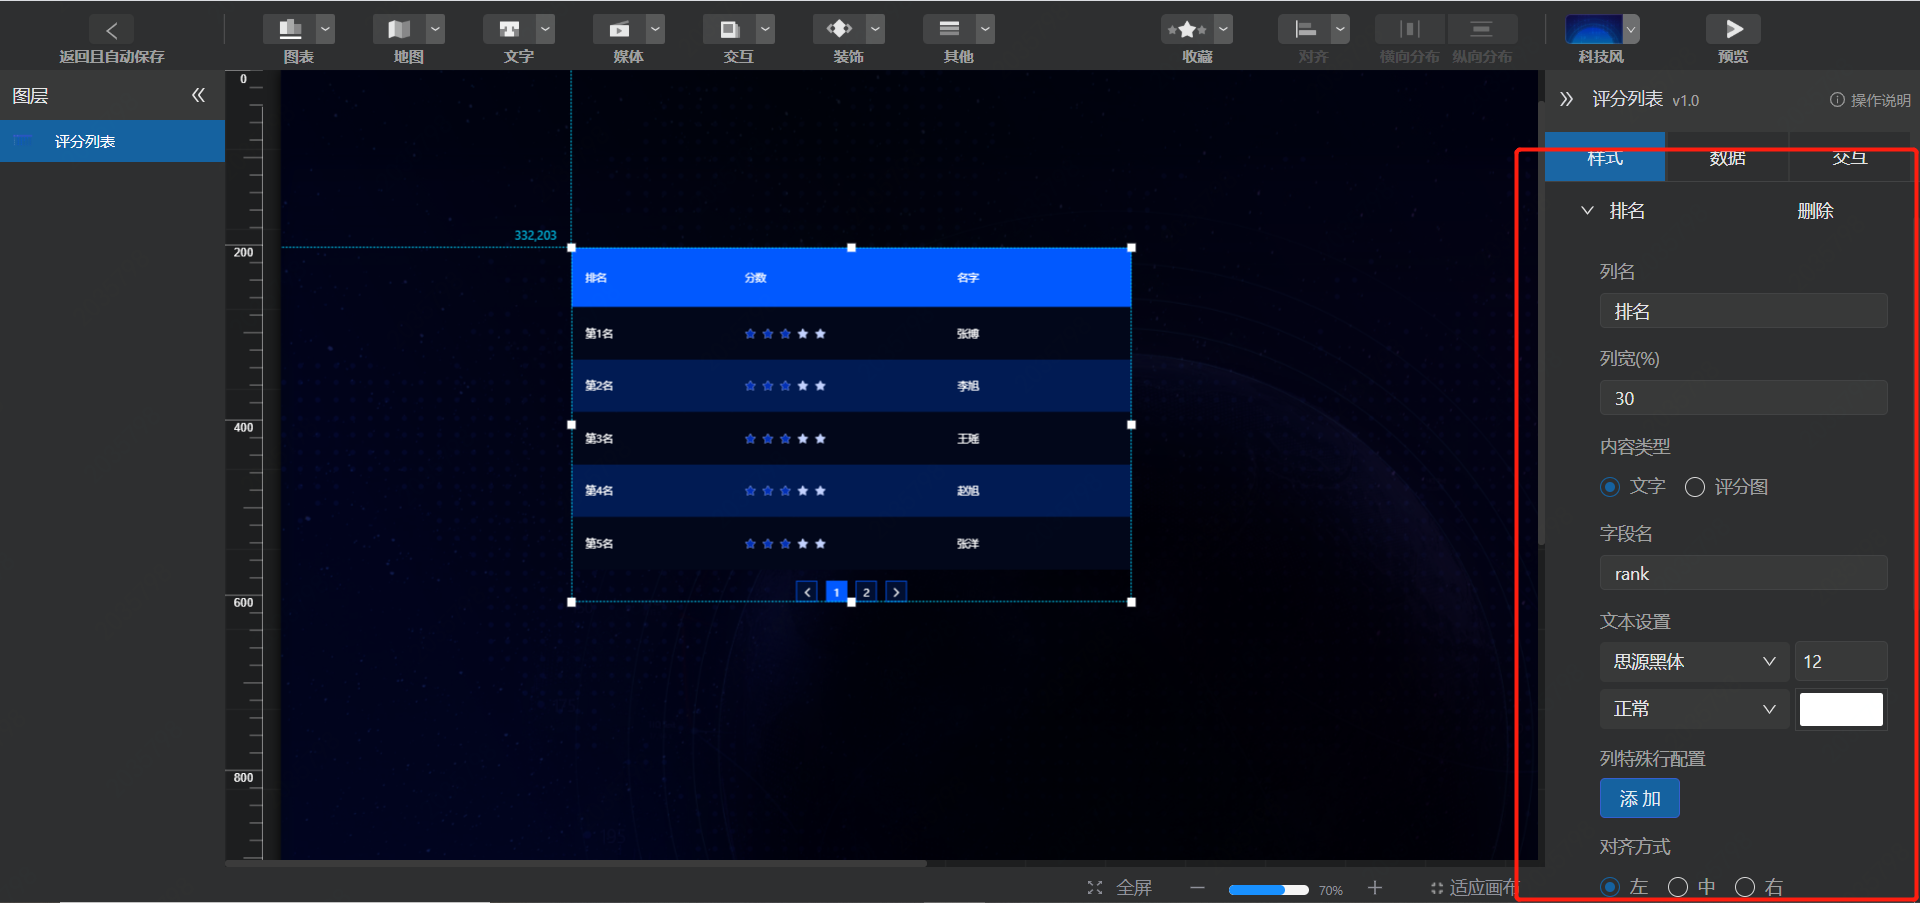 返回且自动保存
图表
地图
文字
媒体
交互
装饰
其他
收藏
对齐
横向分布
纵向分布
科技风
预览
图层
评分列表
0
200
400
600
800
332,203
排名 分数 名字
第1名 张博
第2名 李旭
第3名 王瑶
第4名 赵旭
第5名 张洋
1 2
全屏
70%
适应画布
评分列表 v1.0
操作说明
样式 数据 交互
排名 删除
列名
排名
列宽(%)
30
内容类型
文字 评分图
字段名
rank
文本设置
思源黑体 12
正常
列特殊行配置
添 加
对齐方式
左 中 右